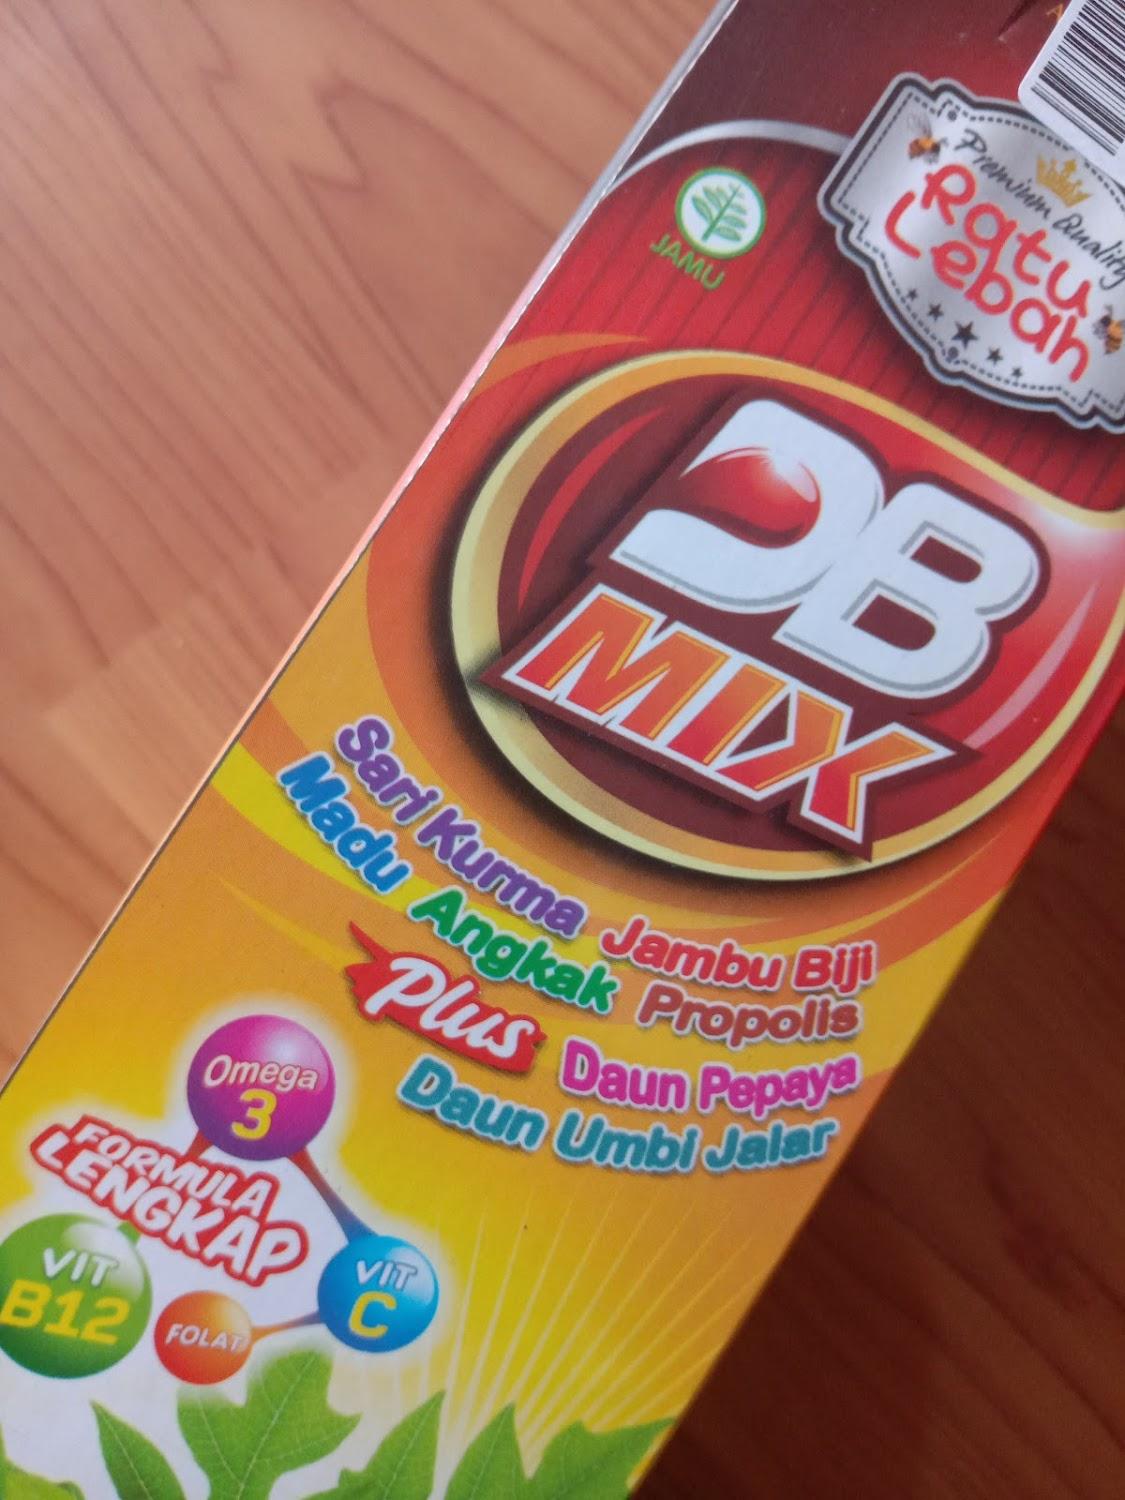 Premium Quality
Ratu
Lebah
JAMU
DB
MIX
Sari Kurma Jambu Biji
Madu Angkak Propolis
Plus Daun Pepaya
Daun Umbi Jalar
Omega
3
FORMULA
LENGKAP
VIT
B12
FOLAT
VIT
C